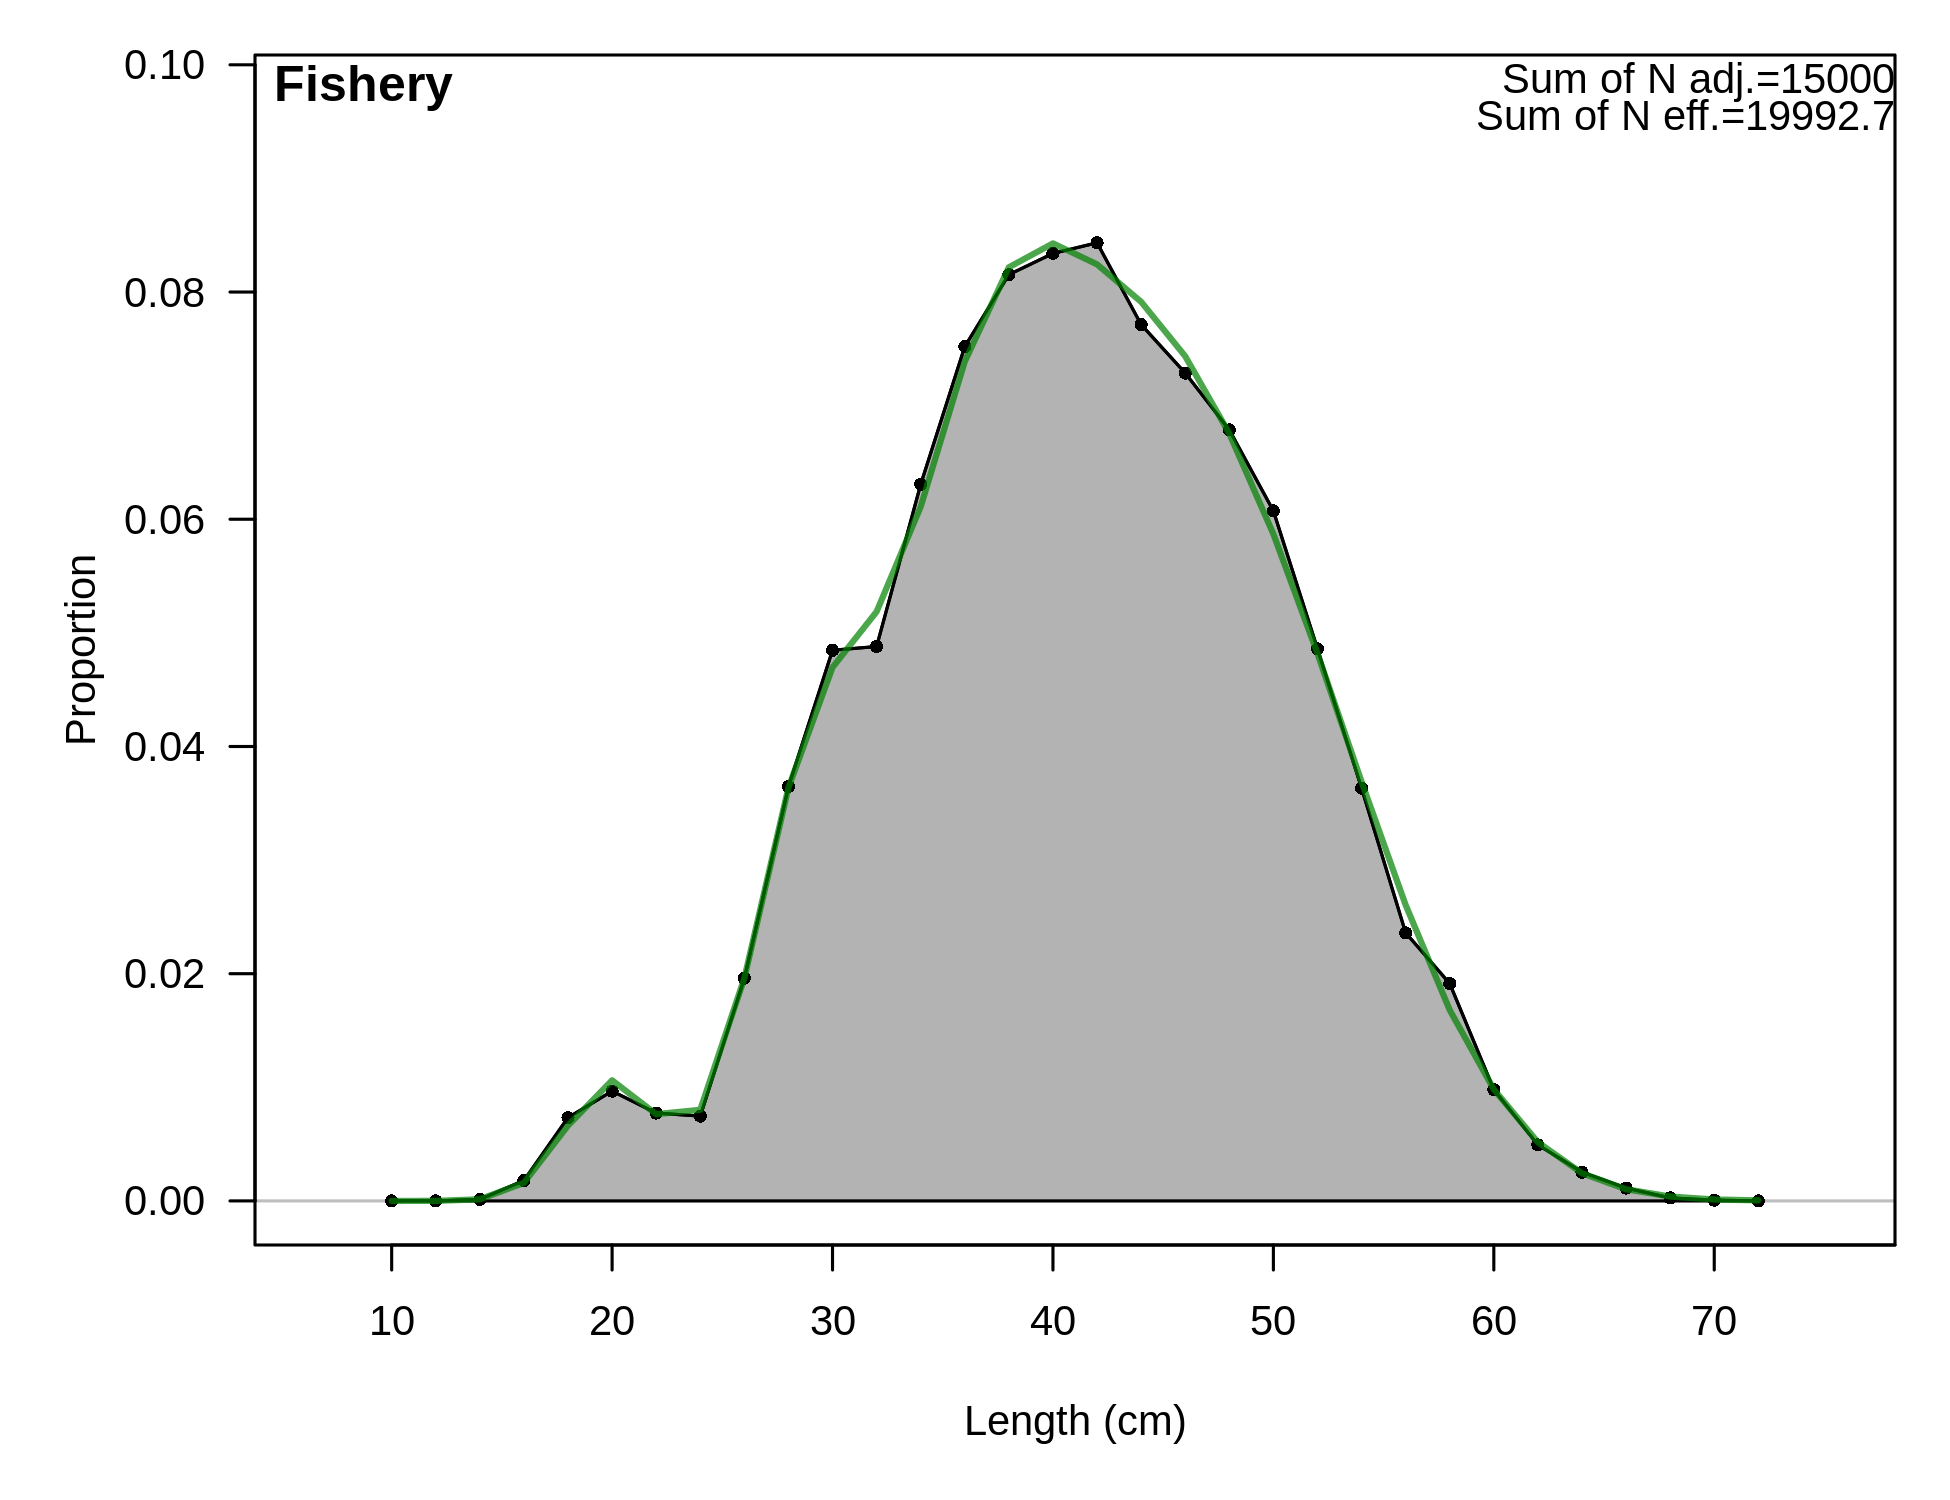 Fishery
Sum of N adj.=15000
Sum of N eff.=19992.7
0.10
0.08
0.06
0.04
0.02
0.00
Proportion
10 20 30 40 50 60 70
Length (cm)